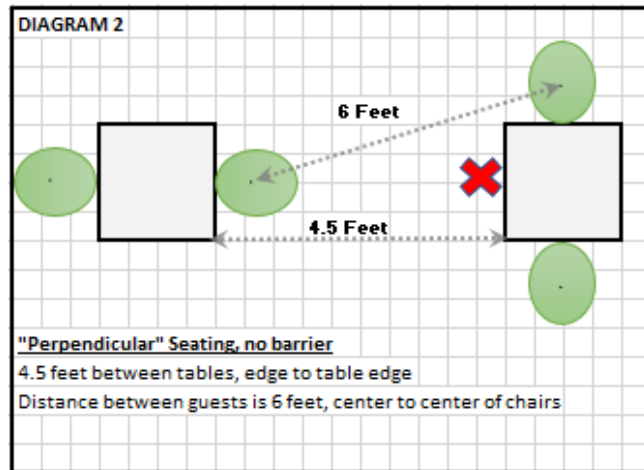 DIAGRAM 2
6 Feet
4.5 Feet
"Perpendicular" Seating, no barrier
4.5 feet between tables, edge to table edge
Distance between guests is 6 feet, center to center of chairs